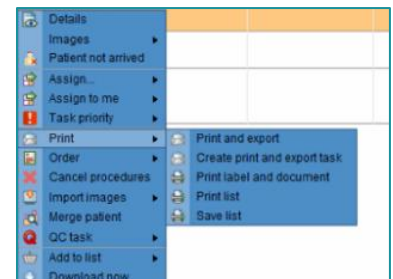 Details
Images
Patient not arrived
Assign...
Assign to me
Task priority
Print
Print and export
Order
Create print and export task
Cancel procedures
Print label and document
Import images
Print list
Merge patient
Save list
QC task
Add to list
Download now